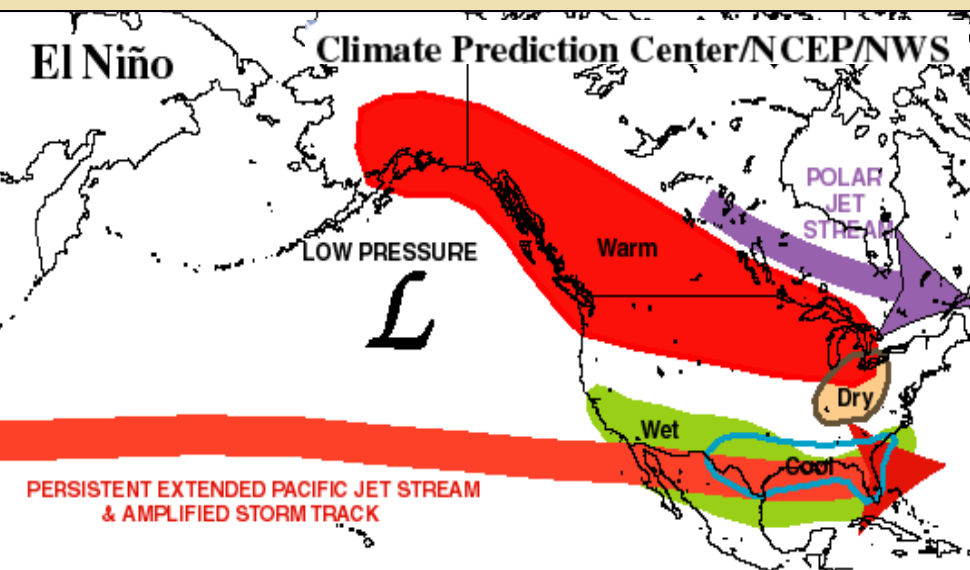 El Niño
Climate Prediction Center/NCEP/NWS
POLAR
JET
STREAM
LOW PRESSURE
L
Warm
Dry
Wet
Cool
PERSISTENT EXTENDED PACIFIC JET STREAM
& AMPLIFIED STORM TRACK